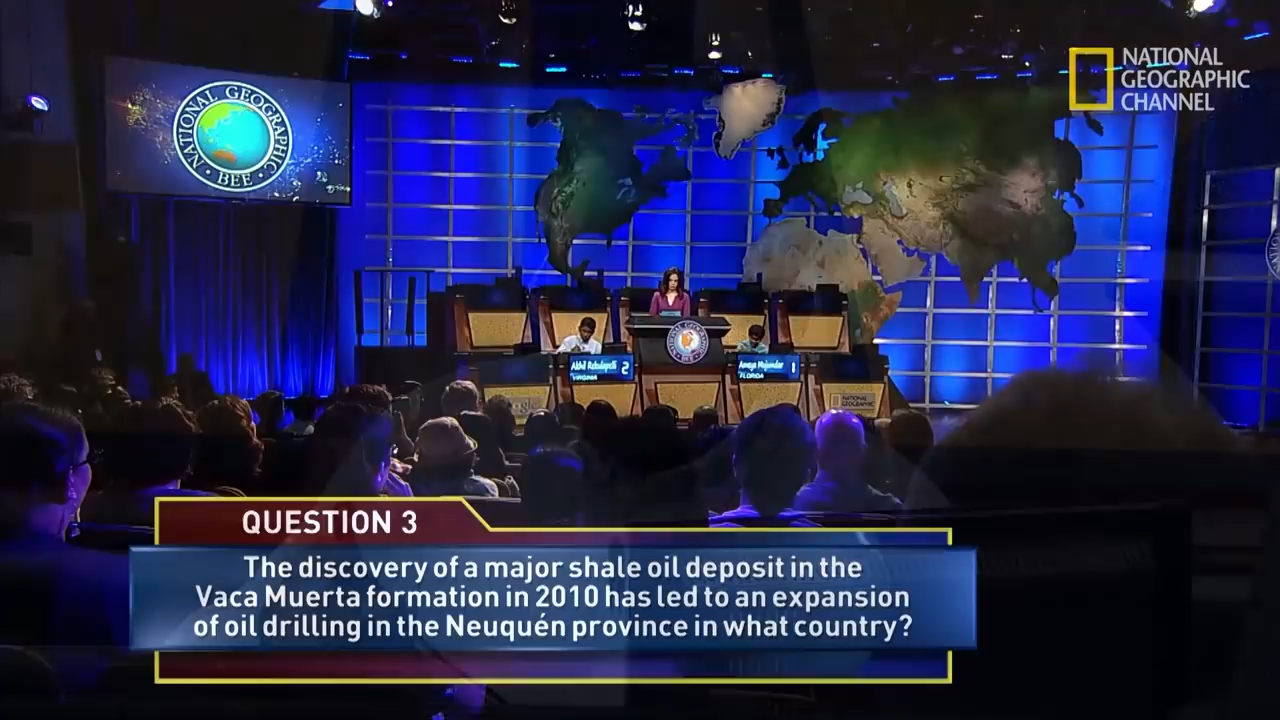 NATIONAL
GEOGRAPHIC
CHANNEL
NATIONAL GEOGRAPHIC
BEE
2
VIRGINIA
1
FLORIDA
NATIONAL
GEOGRAPHIC
QUESTION 3
The discovery of a major shale oil deposit in the
Vaca Muerta formation in 2010 has led to an expansion
of oil drilling in the Neuquén province in what country?